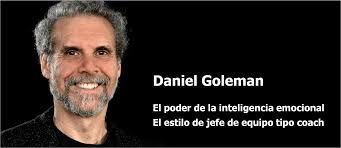 Daniel Goleman
El poder de la inteligencia emocional
El estilo de jefe de equipo tipo coach